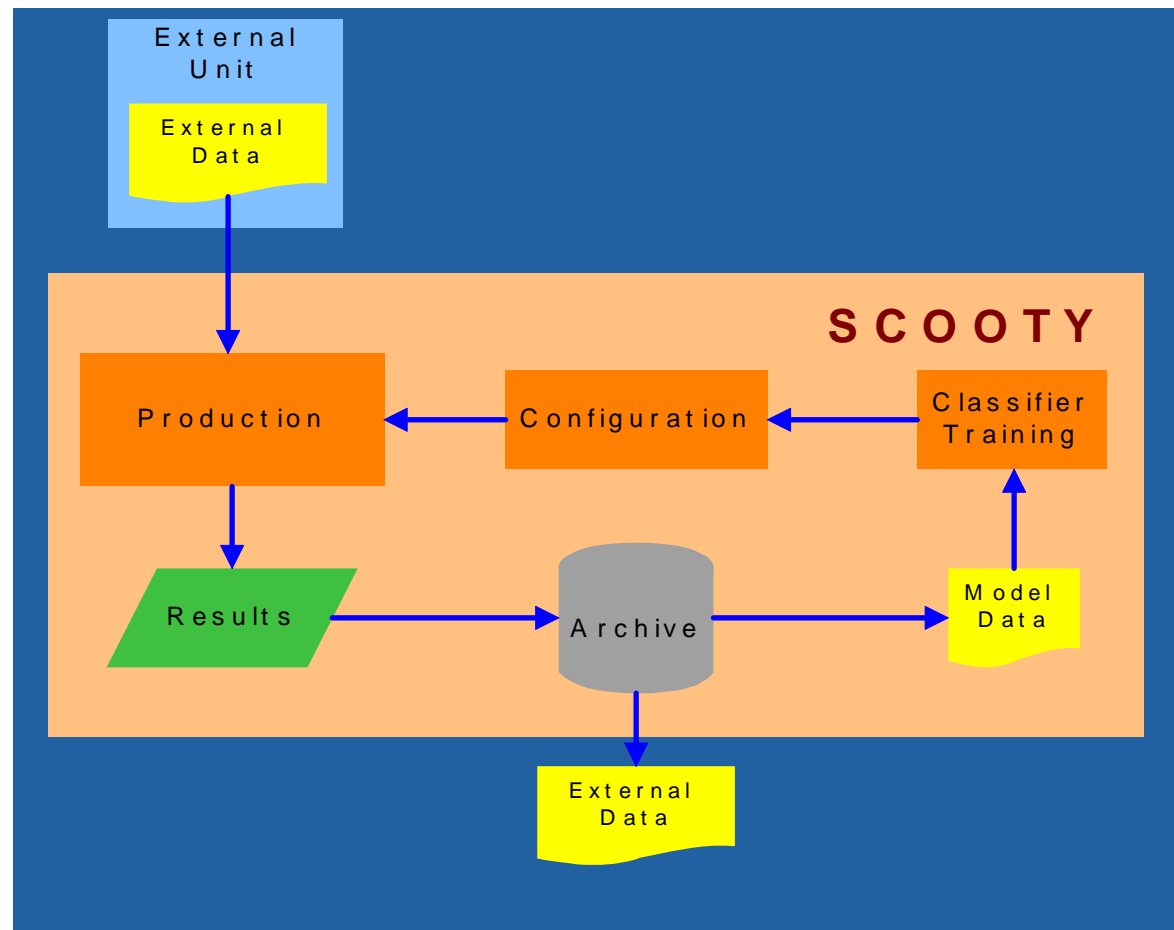 External
Unit
External
Data
SCOOTY
Production
Configuration
Classifier
Training
Results
Archive
Model
Data
External
Data